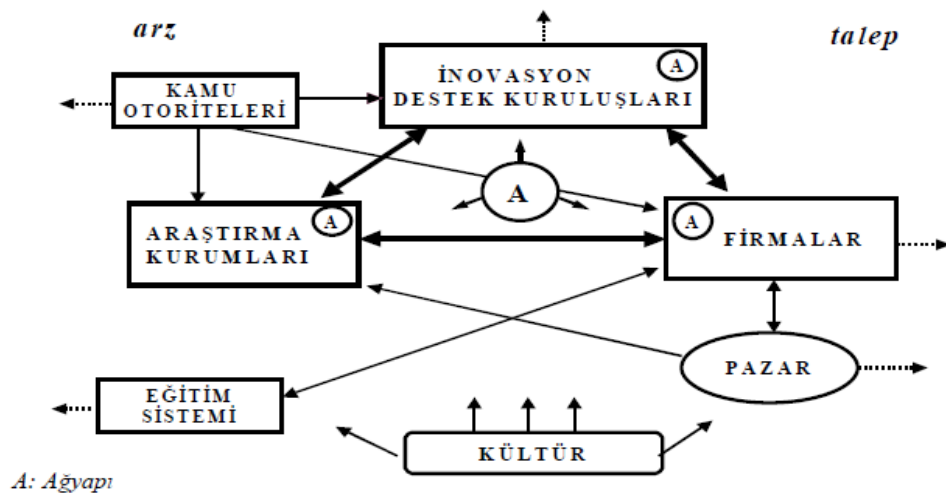 arz
talep
İNOVASYON
DESTEK KURULUŞLARI
A
KAMU
OTORİTELERİ
A
ARAŞTIRMA
KURUMLARI
A
A
FİRMALAR
PAZAR
EĞİTİM
SİSTEMİ
KÜLTÜR
A: Ağyapı